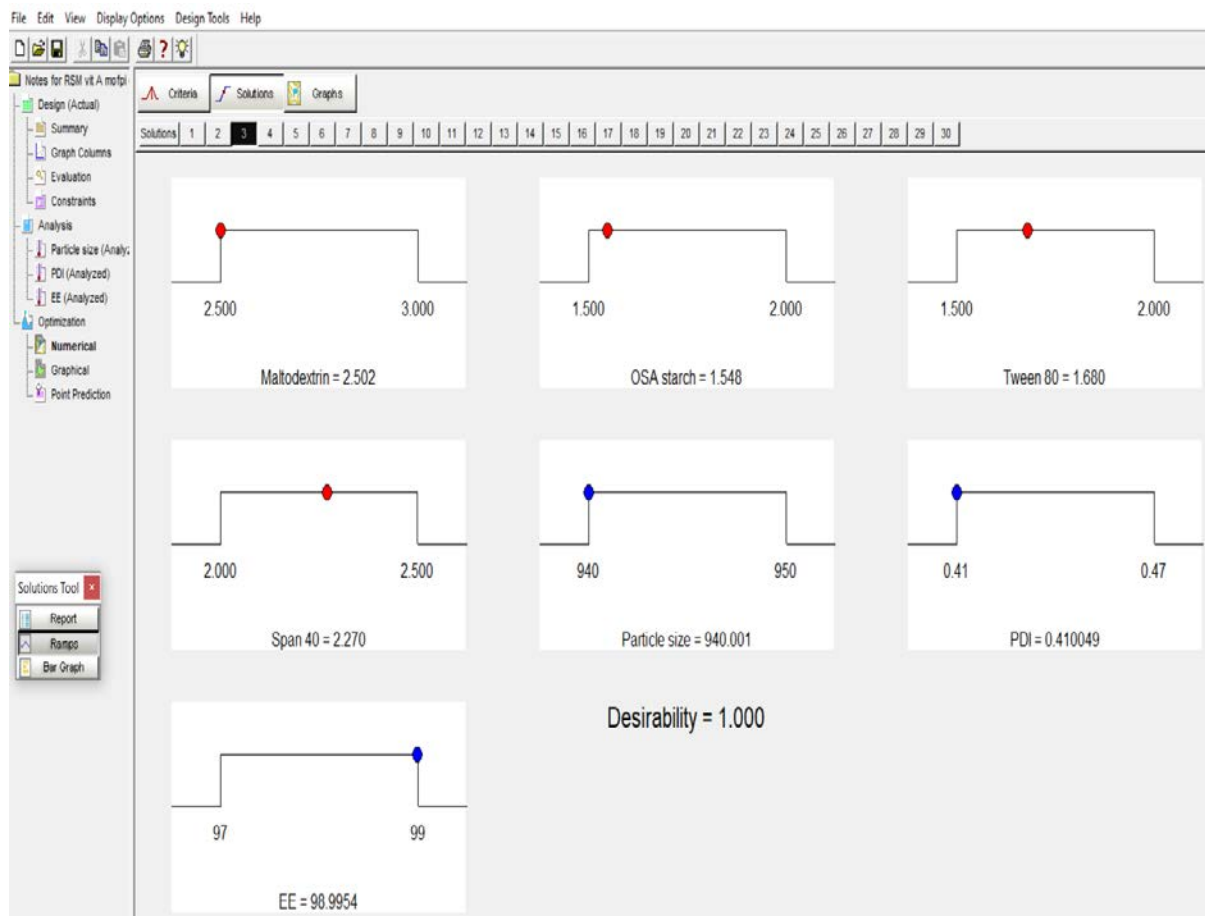 File Edit View Display Options Design Tools Help
Notes for RSM vit A mofpi
Design (Actual)
Summary
Graph Columns
Evaluation
Constraints
Analysis
Particle size (Analyz
PDI (Analyzed)
EE (Analyzed)
Optimization
Numerical
Graphical
Point Prediction
Criteria Solutions Graphs
Solutions 1 2 3 4 5 6 7 8 9 10 11 12 13 14 15 16 17 18 19 20 21 22 23 24 25 26 27 28 29 30
2.500 3.000
Maltodextrin = 2.502
1.500 2.000
OSA starch = 1.548
1.500 2.000
Tween 80 = 1.680
2.000 2.500
Span 40 = 2.270
940 950
Particle size = 940.001
0.41 0.47
PDI = 0.410049
Solutions Tool
Report
Ramps
Bar Graph
97 99
EE = 98.9954
Desirability = 1.000